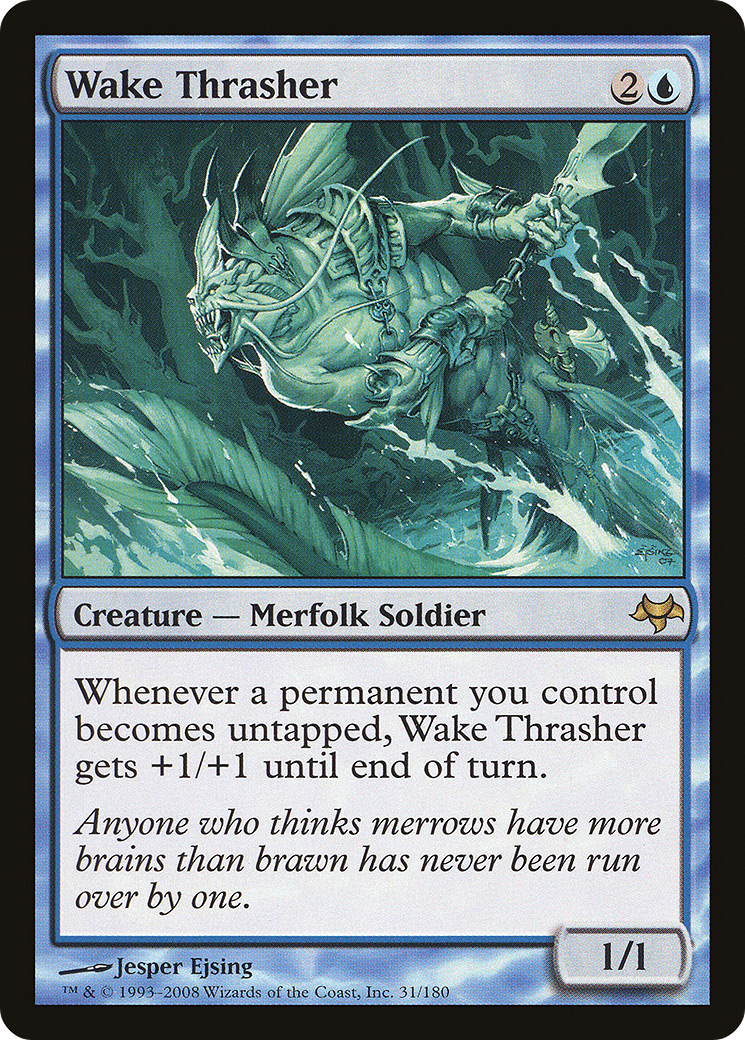 Wake Thrasher 2
EJSING
07
Creature — Merfolk Soldier
Whenever a permanent you control
becomes untapped, Wake Thrasher
gets +1/+1 until end of turn.
Anyone who thinks merrows have more
brains than brawn has never been run
over by one.
1/1
Jesper Ejsing
™ & © 1993–2008 Wizards of the Coast, Inc. 31/180